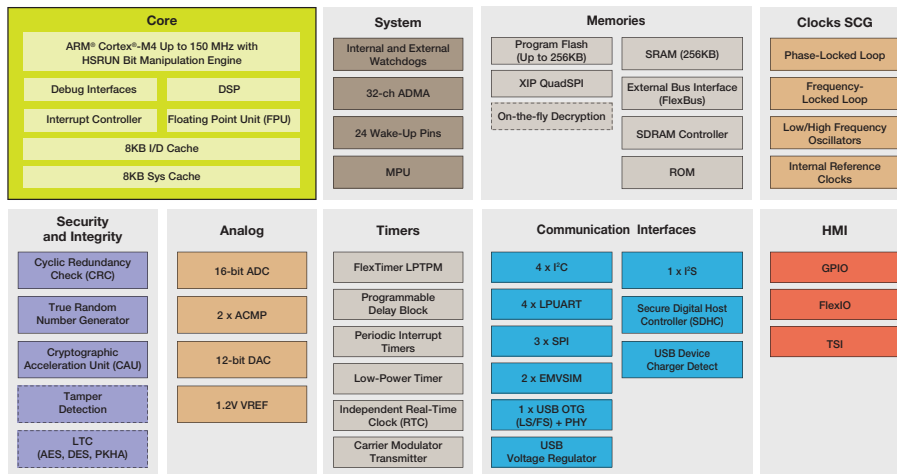 Core
ARM® Cortex®-M4 Up to 150 MHz with
HSRUN Bit Manipulation Engine
Debug Interfaces
DSP
Interrupt Controller
Floating Point Unit (FPU)
8KB I/D Cache
8KB Sys Cache
System
Internal and External
Watchdogs
32-ch ADMA
24 Wake-Up Pins
MPU
Memories
Program Flash
(Up to 256KB)
XIP QuadSPI
On-the-fly Decryption
SRAM (256KB)
External Bus Interface
(FlexBus)
SDRAM Controller
ROM
Clocks SCG
Phase-Locked Loop
Frequency-
Locked Loop
Low/High Frequency
Oscillators
Internal Reference
Clocks
Security
and Integrity
Cyclic Redundancy
Check (CRC)
True Random
Number Generator
Cryptographic
Acceleration Unit (CAU)
Tamper
Detection
LTC
(AES, DES, PKHA)
Analog
16-bit ADC
2 x ACMP
12-bit DAC
1.2V VREF
Timers
FlexTimer LPTPM
Programmable
Delay Block
Periodic Interrupt
Timers
Low-Power Timer
Independent Real-Time
Clock (RTC)
Carrier Modulator
Transmitter
Communication Interfaces
4 x I²C
4 x LPUART
3 x SPI
2 x EMVSIM
1 x USB OTG
(LS/FS) + PHY
USB
Voltage Regulator
1 x I²S
Secure Digital Host
Controller (SDHC)
USB Device
Charger Detect
HMI
GPIO
FlexIO
TSI